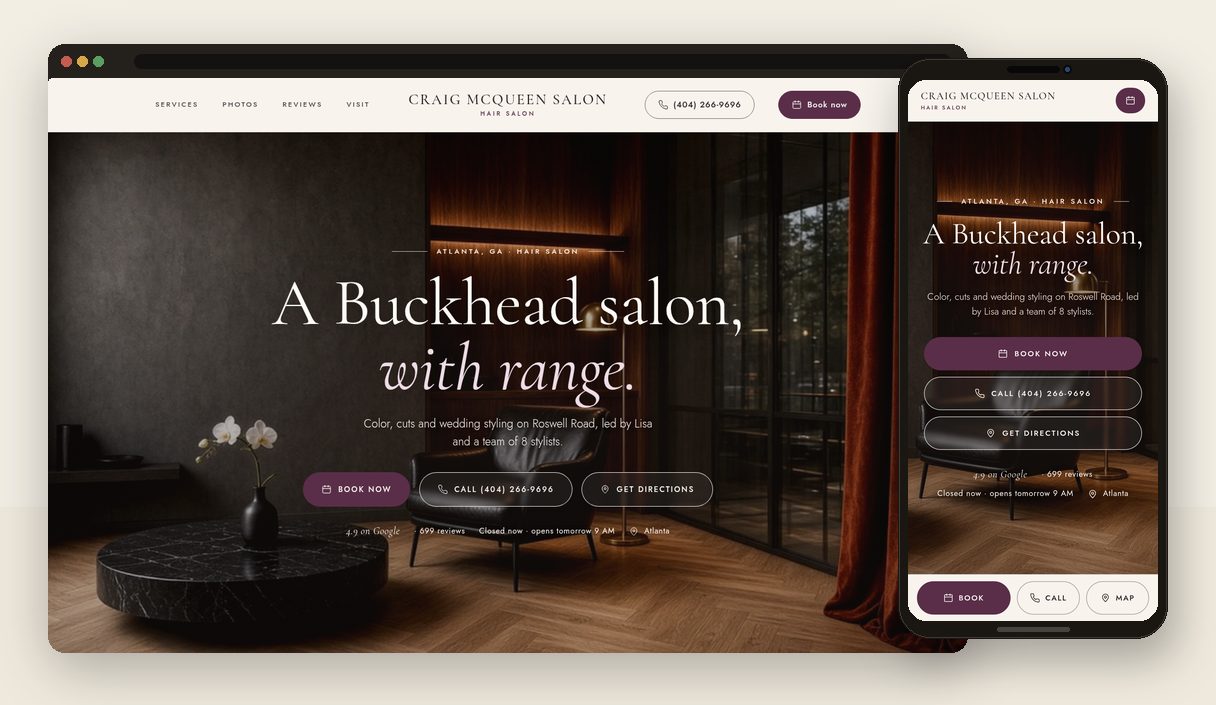 SERVICES PHOTOS REVIEWS VISIT
CRAIG MCQUEEN SALON
HAIR SALON
(404) 266-9696
Book now
ATLANTA, GA · HAIR SALON
A Buckhead salon,
with range.
Color, cuts and wedding styling on Roswell Road, led by Lisa
and a team of 8 stylists.
BOOK NOW
CALL (404) 266-9696
GET DIRECTIONS
4.9 on Google · 699 reviews Closed now · opens tomorrow 9 AM Atlanta
CRAIG MCQUEEN SALON
HAIR SALON
ATLANTA, GA · HAIR SALON
A Buckhead salon,
with range.
Color, cuts and wedding styling on Roswell Road, led
by Lisa and a team of 8 stylists.
BOOK NOW
CALL (404) 266-9696
GET DIRECTIONS
4.9 on Google · 699 reviews
Closed now · opens tomorrow 9 AM Atlanta
BOOK
CALL
MAP